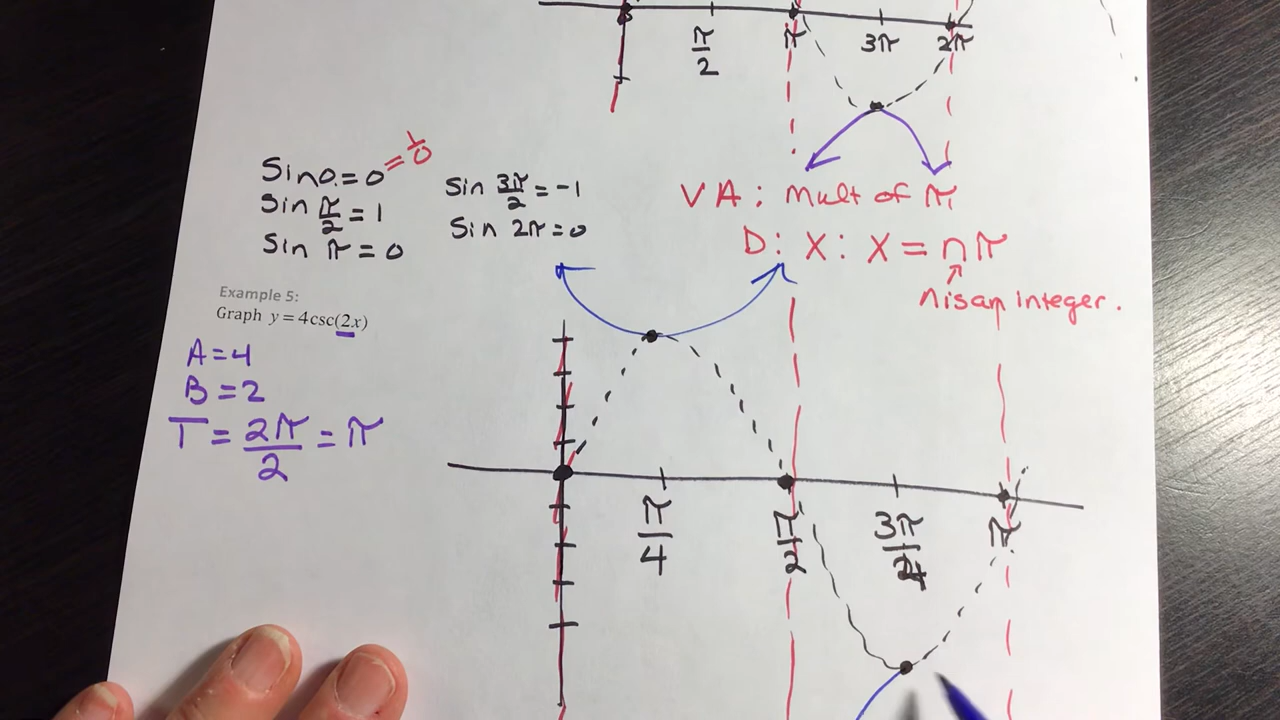 π/2 π 3π 2π
Sin 0 = 0 = 1/0
Sin π/2 = 1
Sin π = 0
Sin 3π/2 = -1
Sin 2π = 0
VA: mult of π
D: X: X = nπ
n is an integer.
Example 5:
Graph y = 4csc(2x)
A = 4
B = 2
T = 2π/2 = π
π/4 π/2 3π/4 π